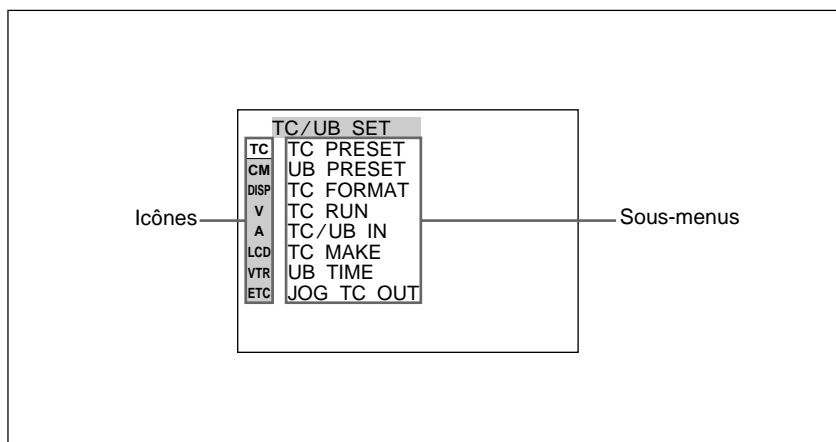 TC/UB SET
TC TC PRESET
CM UB PRESET
DISP TC FORMAT
V TC RUN
Icônes A TC/UB IN Sous-menus
LCD TC MAKE
VTR UB TIME
ETC JOG TC OUT